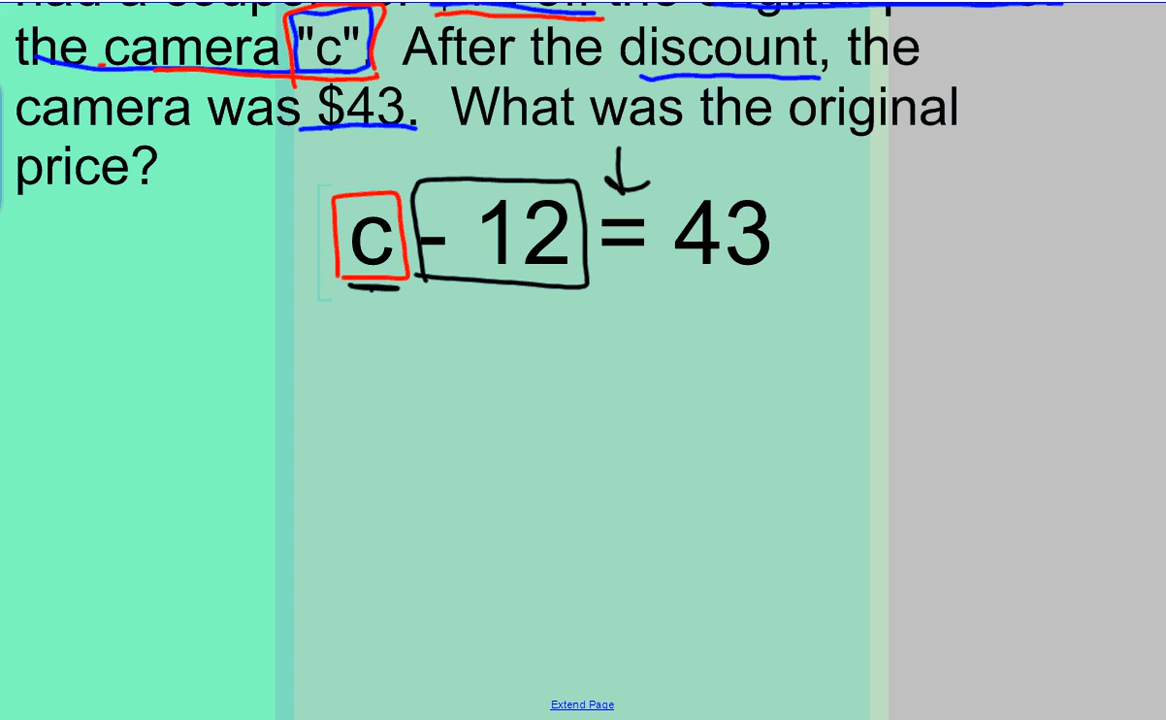 the camera "c" After the discount, the
camera was $43. What was the original
price?
c - 12 = 43
Extend Page